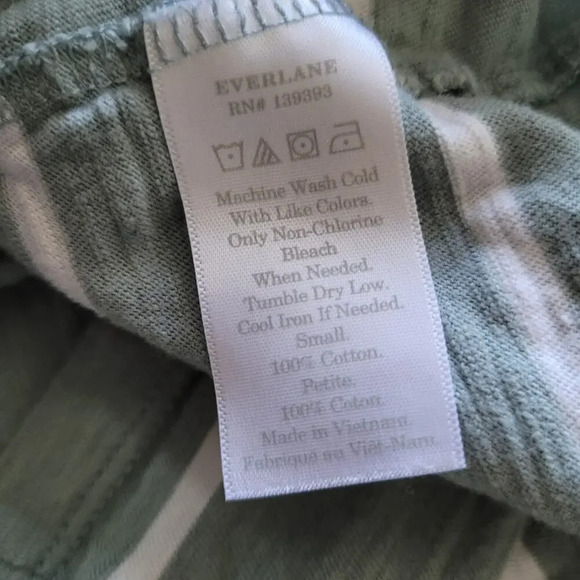 EVERLANE
RN# 139393
Machine Wash Cold
With Like Colors.
Only Non-Chlorine
Bleach
When Needed.
Tumble Dry Low.
Cool Iron If Needed.
Small.
100% Cotton.
Petite.
100% Coton.
Made in Vietnam.
Fabriqué au Viêt-Nam.